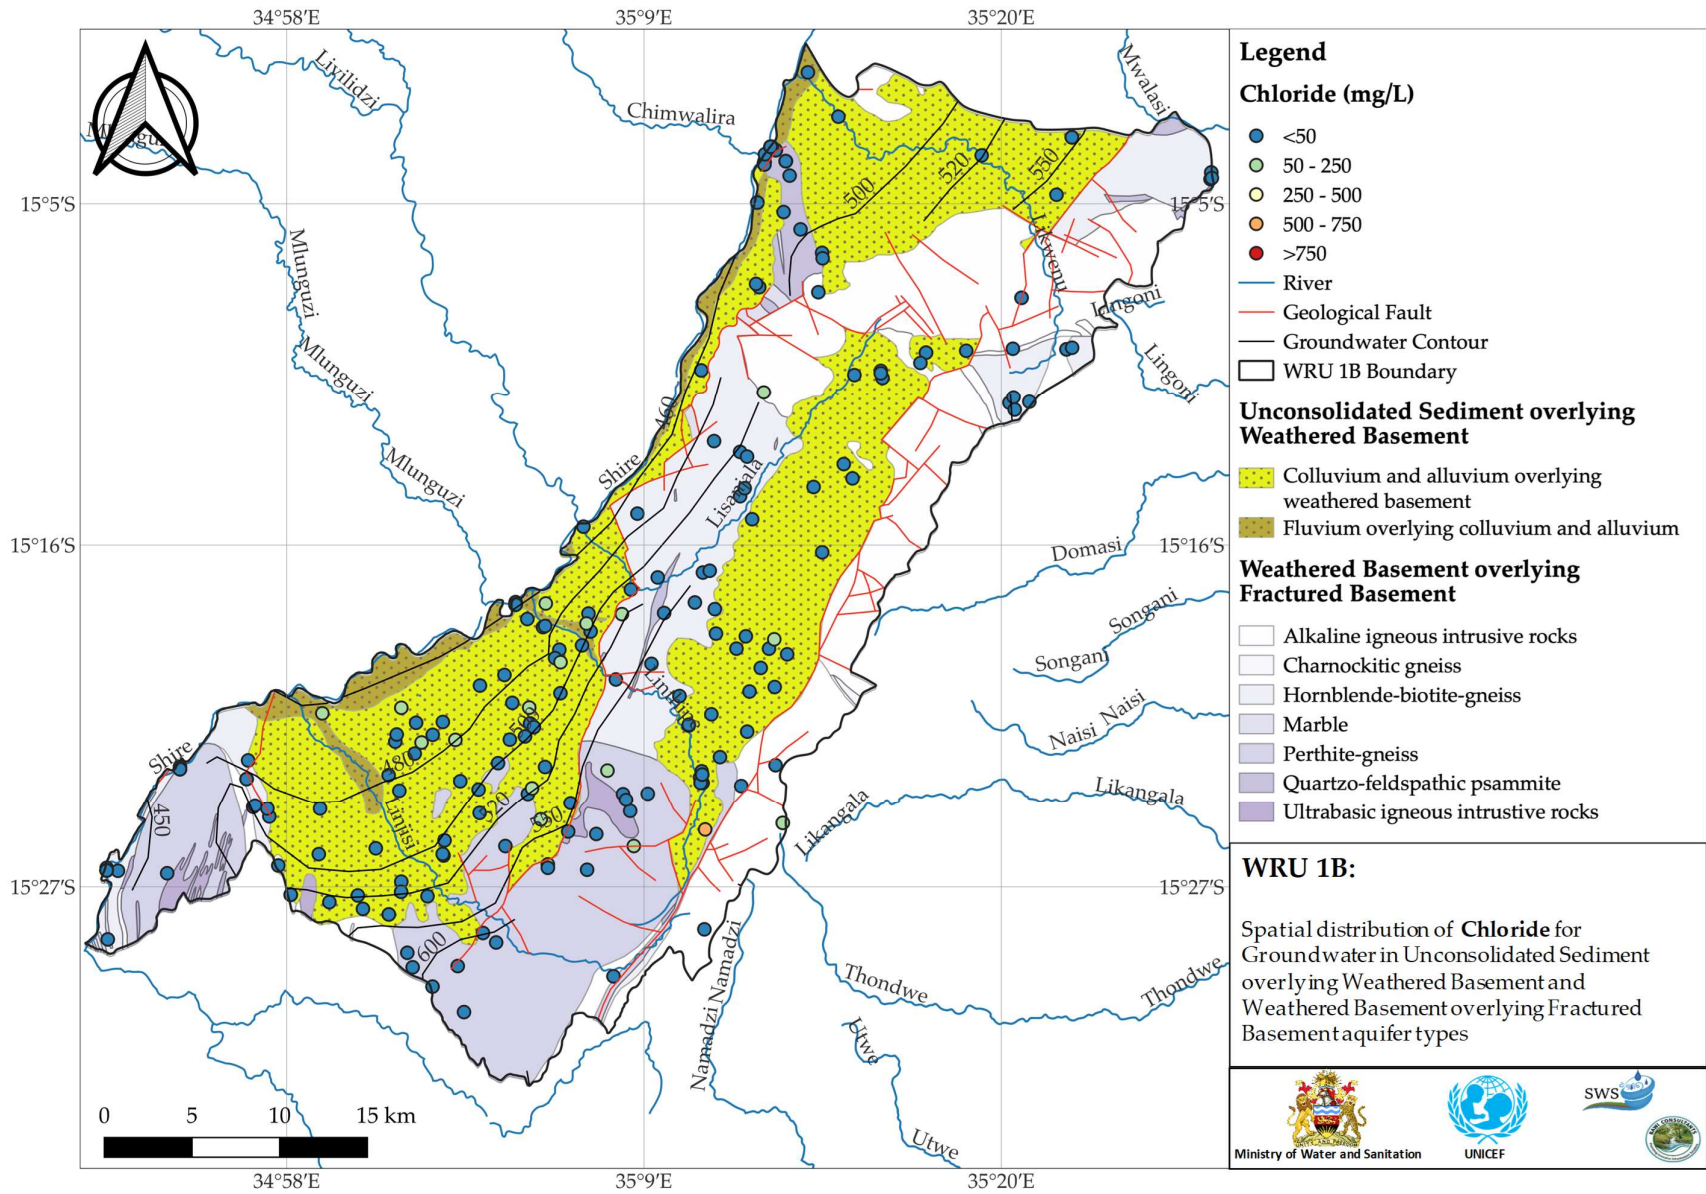 34°58'E
35°9'E
35°20'E
Livilidzi
Chimwalira
Mwalasi
15°5'S
15°5'S
500
520
550
Mlunguzi
Likwenu
Lingoni
Mlunguzi
Lingoni
460
Mlunguzi
Shire
Lisanjala
15°16'S
15°16'S
Domasi
Songani
Songani
Naisi
Naisi
500
480
Shire
450
Lirangwe
520
550
Likangala
Likangala
15°27'S
15°27'S
600
Thondwe
Thondwe
Namadzi
Namadzi
Utwe
Utwe
0 5 10 15 km
34°58'E
35°9'E
35°20'E
Legend
Chloride (mg/L)
<50
50 - 250
250 - 500
500 - 750
>750
River
Geological Fault
Groundwater Contour
WRU 1B Boundary
Unconsolidated Sediment overlying
Weathered Basement
Colluvium and alluvium overlying
weathered basement
Fluvium overlying colluvium and alluvium
Weathered Basement overlying
Fractured Basement
Alkaline igneous intrusive rocks
Charnockitic gneiss
Hornblende-biotite-gneiss
Marble
Perthite-gneiss
Quartzo-feldspathic psammite
Ultrabasic igneous intrustive rocks
WRU 1B:
Spatial distribution of Chloride for
Groundwater in Unconsolidated Sediment
overlying Weathered Basement and
Weathered Basement overlying Fractured
Basement aquifer types
Ministry of Water and Sanitation
UNICEF
SWS